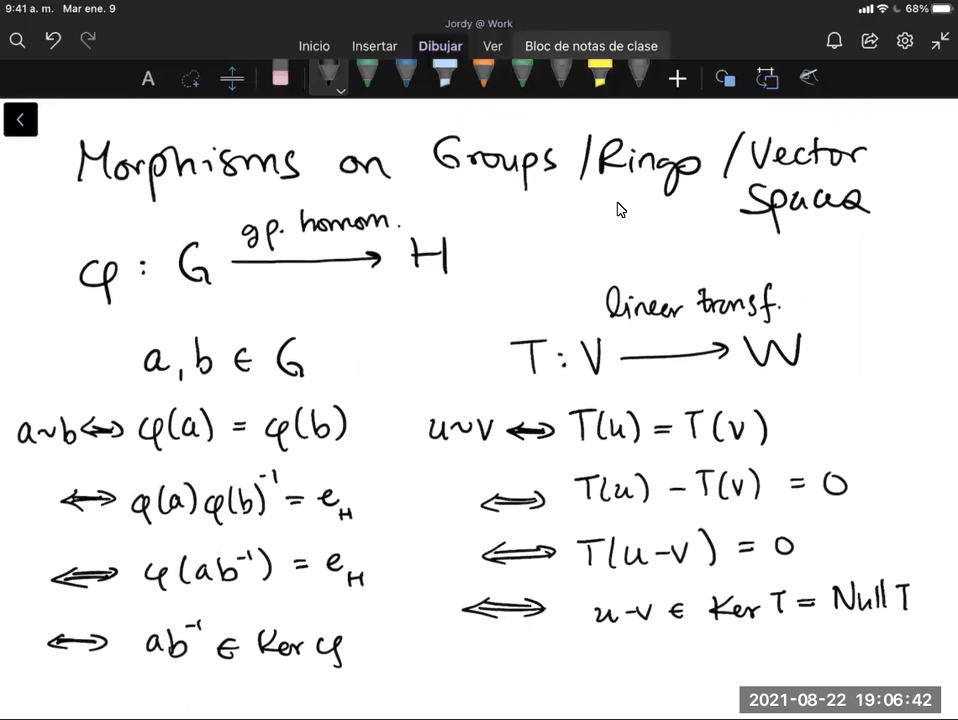 9:41 a. m. Mar ene. 9
68%
Jordy @ Work
Inicio Insertar Dibujar Ver Bloc de notas de clase
A
Morphisms on Groups / Rings / Vector Spaces
gp. homom.
φ : G ⟶ H
a, b ∈ G
a~b ⟺ φ(a) = φ(b)
⟺ φ(a) φ(b)⁻¹ = e_H
⟺ φ(ab⁻¹) = e_H
⟺ ab⁻¹ ∈ Ker φ
linear transf.
T : V ⟶ W
u~v ⟺ T(u) = T(v)
⟺ T(u) − T(v) = 0
⟺ T(u−v) = 0
⟺ u−v ∈ Ker T = Null T
2021-08-22 19:06:42